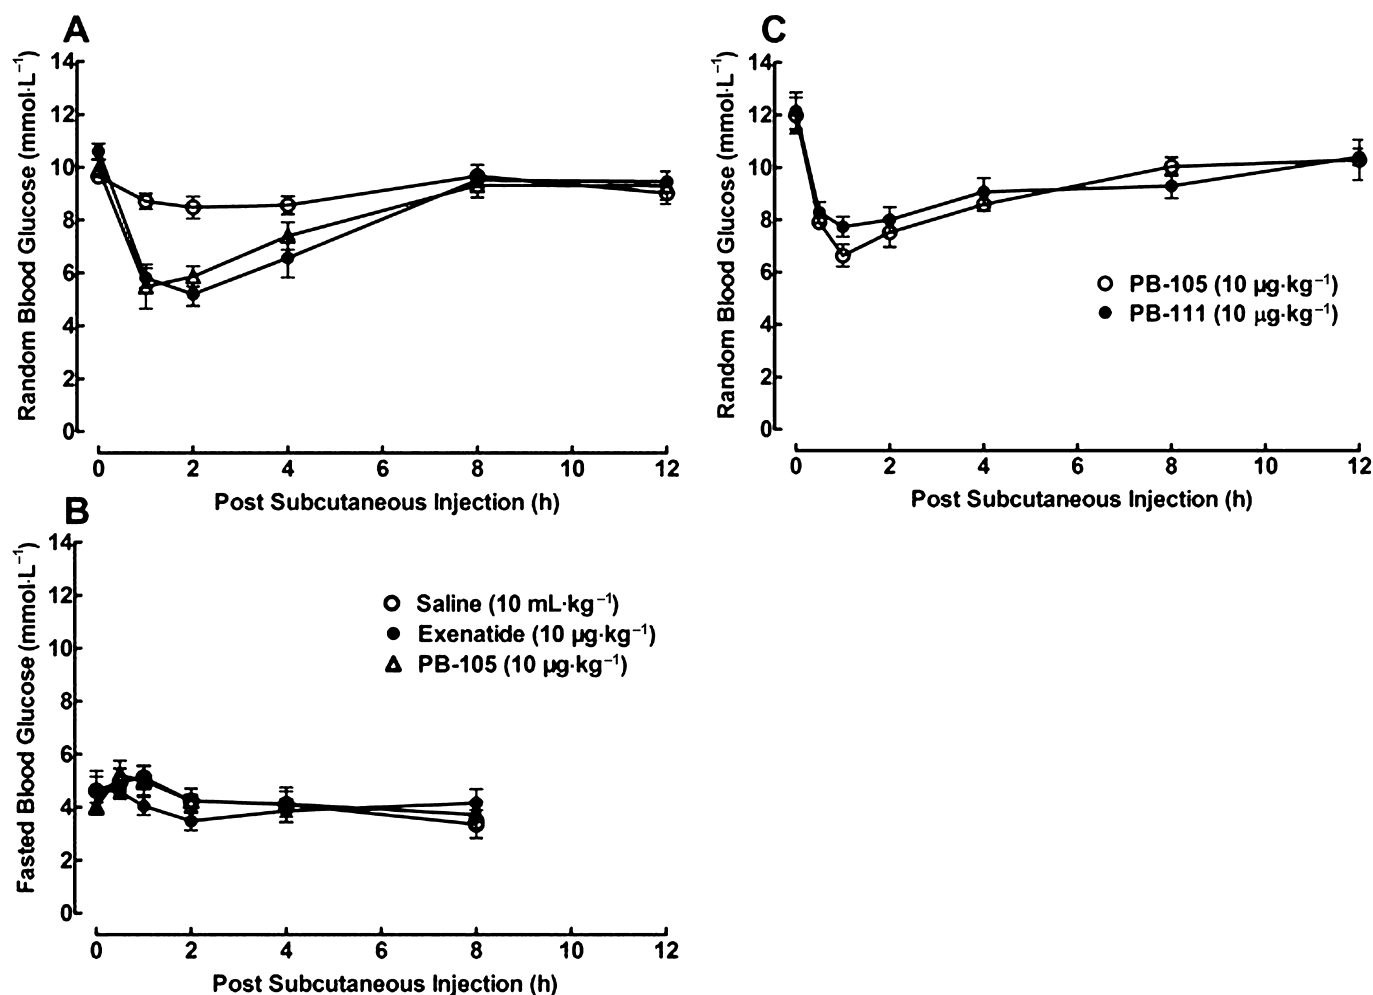 A
Random Blood Glucose (mmol·L⁻¹)
14
12
10
8
6
4
2
0
0 2 4 6 8 10 12
Post Subcutaneous Injection (h)
B
Fasted Blood Glucose (mmol·L⁻¹)
14
12
10
8
6
4
2
0
Saline (10 mL·kg⁻¹)
Exenatide (10 µg·kg⁻¹)
PB-105 (10 µg·kg⁻¹)
0 2 4 6 8 10 12
Post Subcutaneous Injection (h)
C
Random Blood Glucose (mmol·L⁻¹)
14
12
10
8
6
4
2
0
PB-105 (10 µg·kg⁻¹)
PB-111 (10 µg·kg⁻¹)
0 2 4 6 8 10 12
Post Subcutaneous Injection (h)